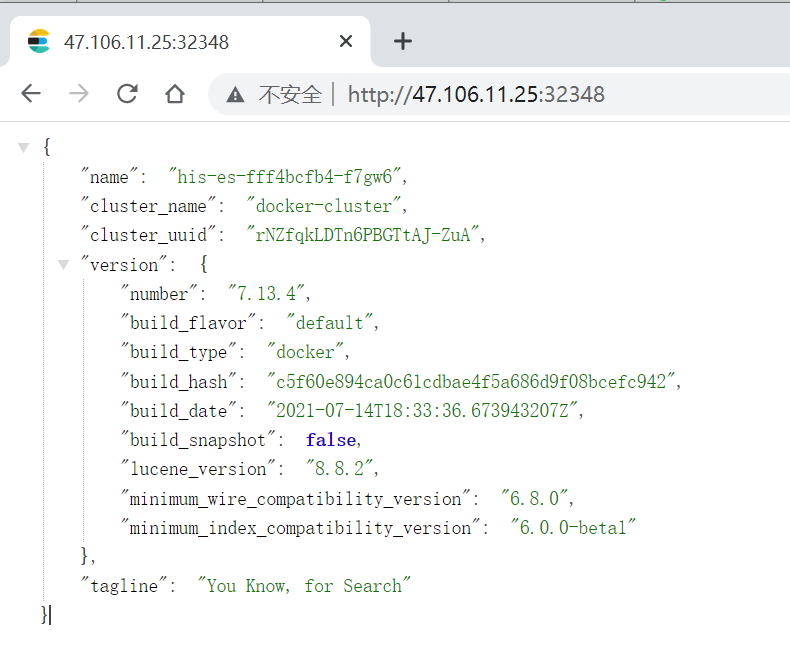 47.106.11.25:32348
不安全 http://47.106.11.25:32348
{
"name": "his-es-fff4bcfb4-f7gw6",
"cluster_name": "docker-cluster",
"cluster_uuid": "rNZfqkLDTn6PBGTtAJ-ZuA",
"version": {
"number": "7.13.4",
"build_flavor": "default",
"build_type": "docker",
"build_hash": "c5f60e894ca0c61cdbae4f5a686d9f08bcefc942",
"build_date": "2021-07-14T18:33:36.673943207Z",
"build_snapshot": false,
"lucene_version": "8.8.2",
"minimum_wire_compatibility_version": "6.8.0",
"minimum_index_compatibility_version": "6.0.0-beta1"
},
"tagline": "You Know, for Search"
}